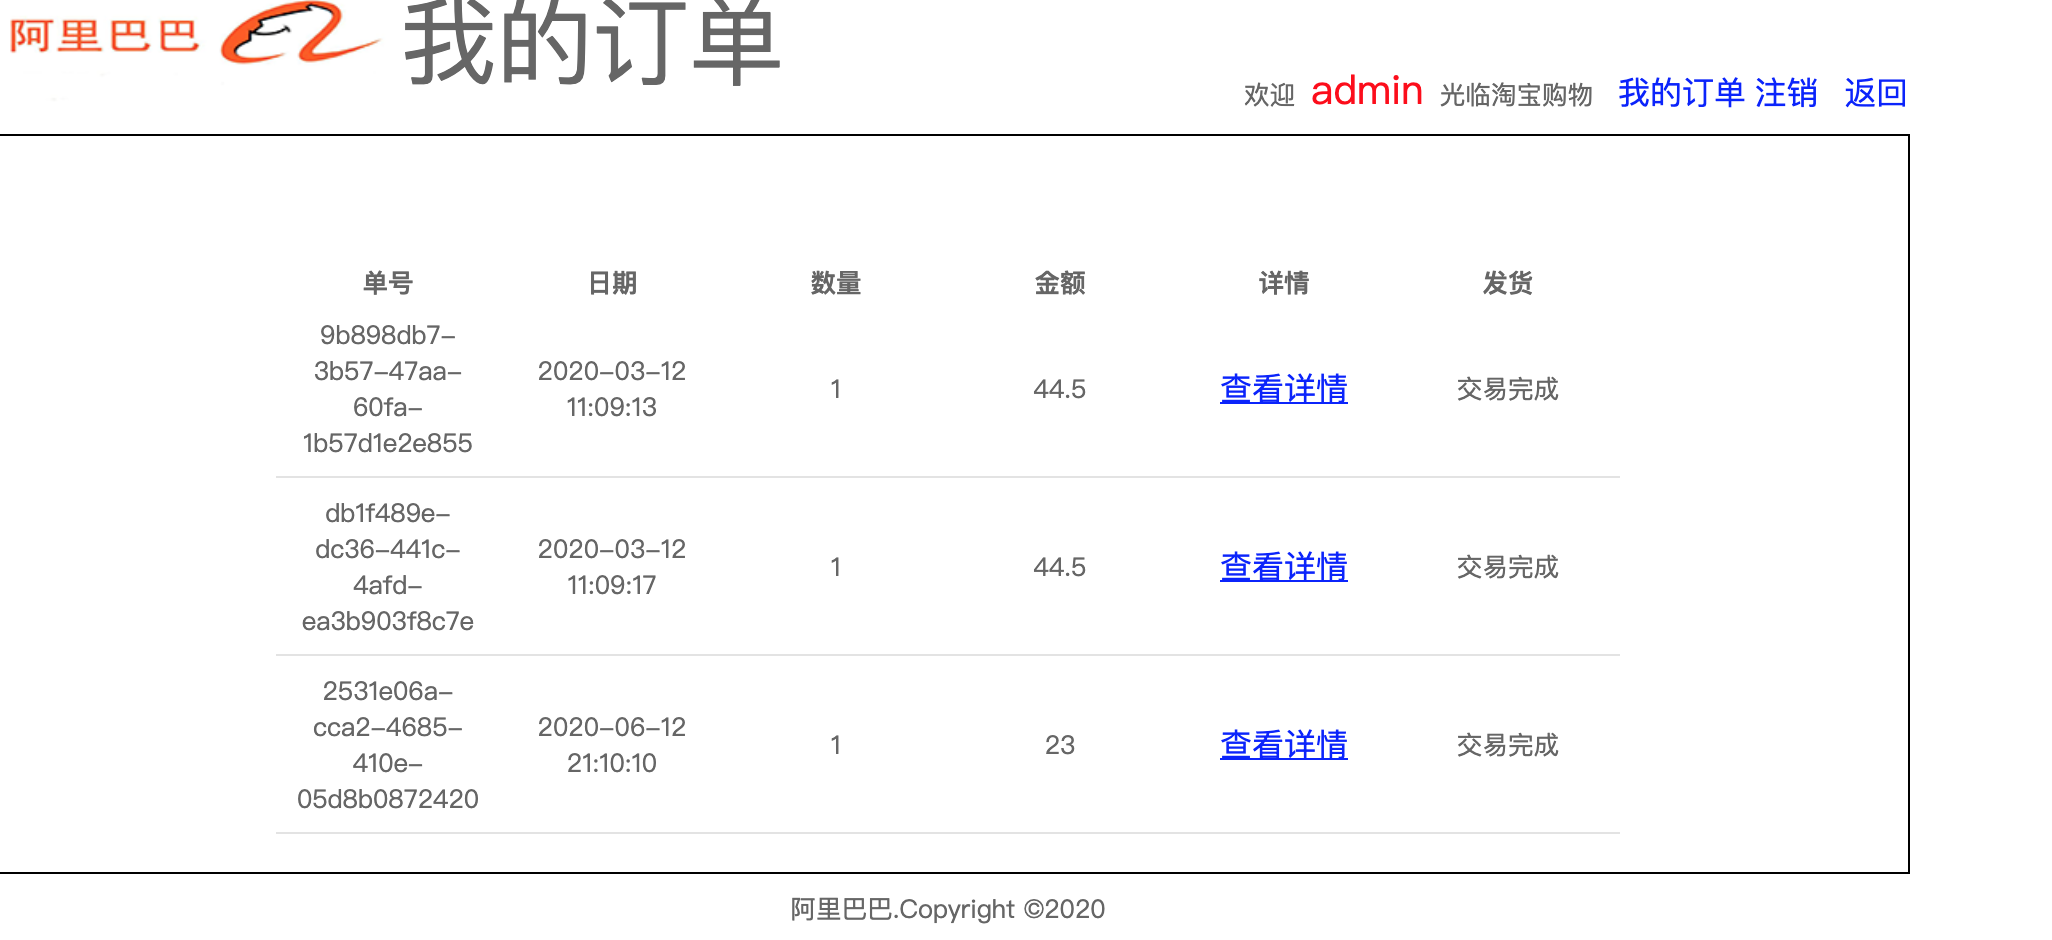 阿里巴巴 我的订单
欢迎 admin 光临淘宝购物 我的订单 注销 返回
单号 日期 数量 金额 详情 发货
9b898db7-
3b57-47aa-
60fa-
1b57d1e2e855
2020-03-12
11:09:13
1
44.5
查看详情
交易完成
db1f489e-
dc36-441c-
4afd-
ea3b903f8c7e
2020-03-12
11:09:17
1
44.5
查看详情
交易完成
2531e06a-
cca2-4685-
410e-
05d8b0872420
2020-06-12
21:10:10
1
23
查看详情
交易完成
阿里巴巴.Copyright ©2020